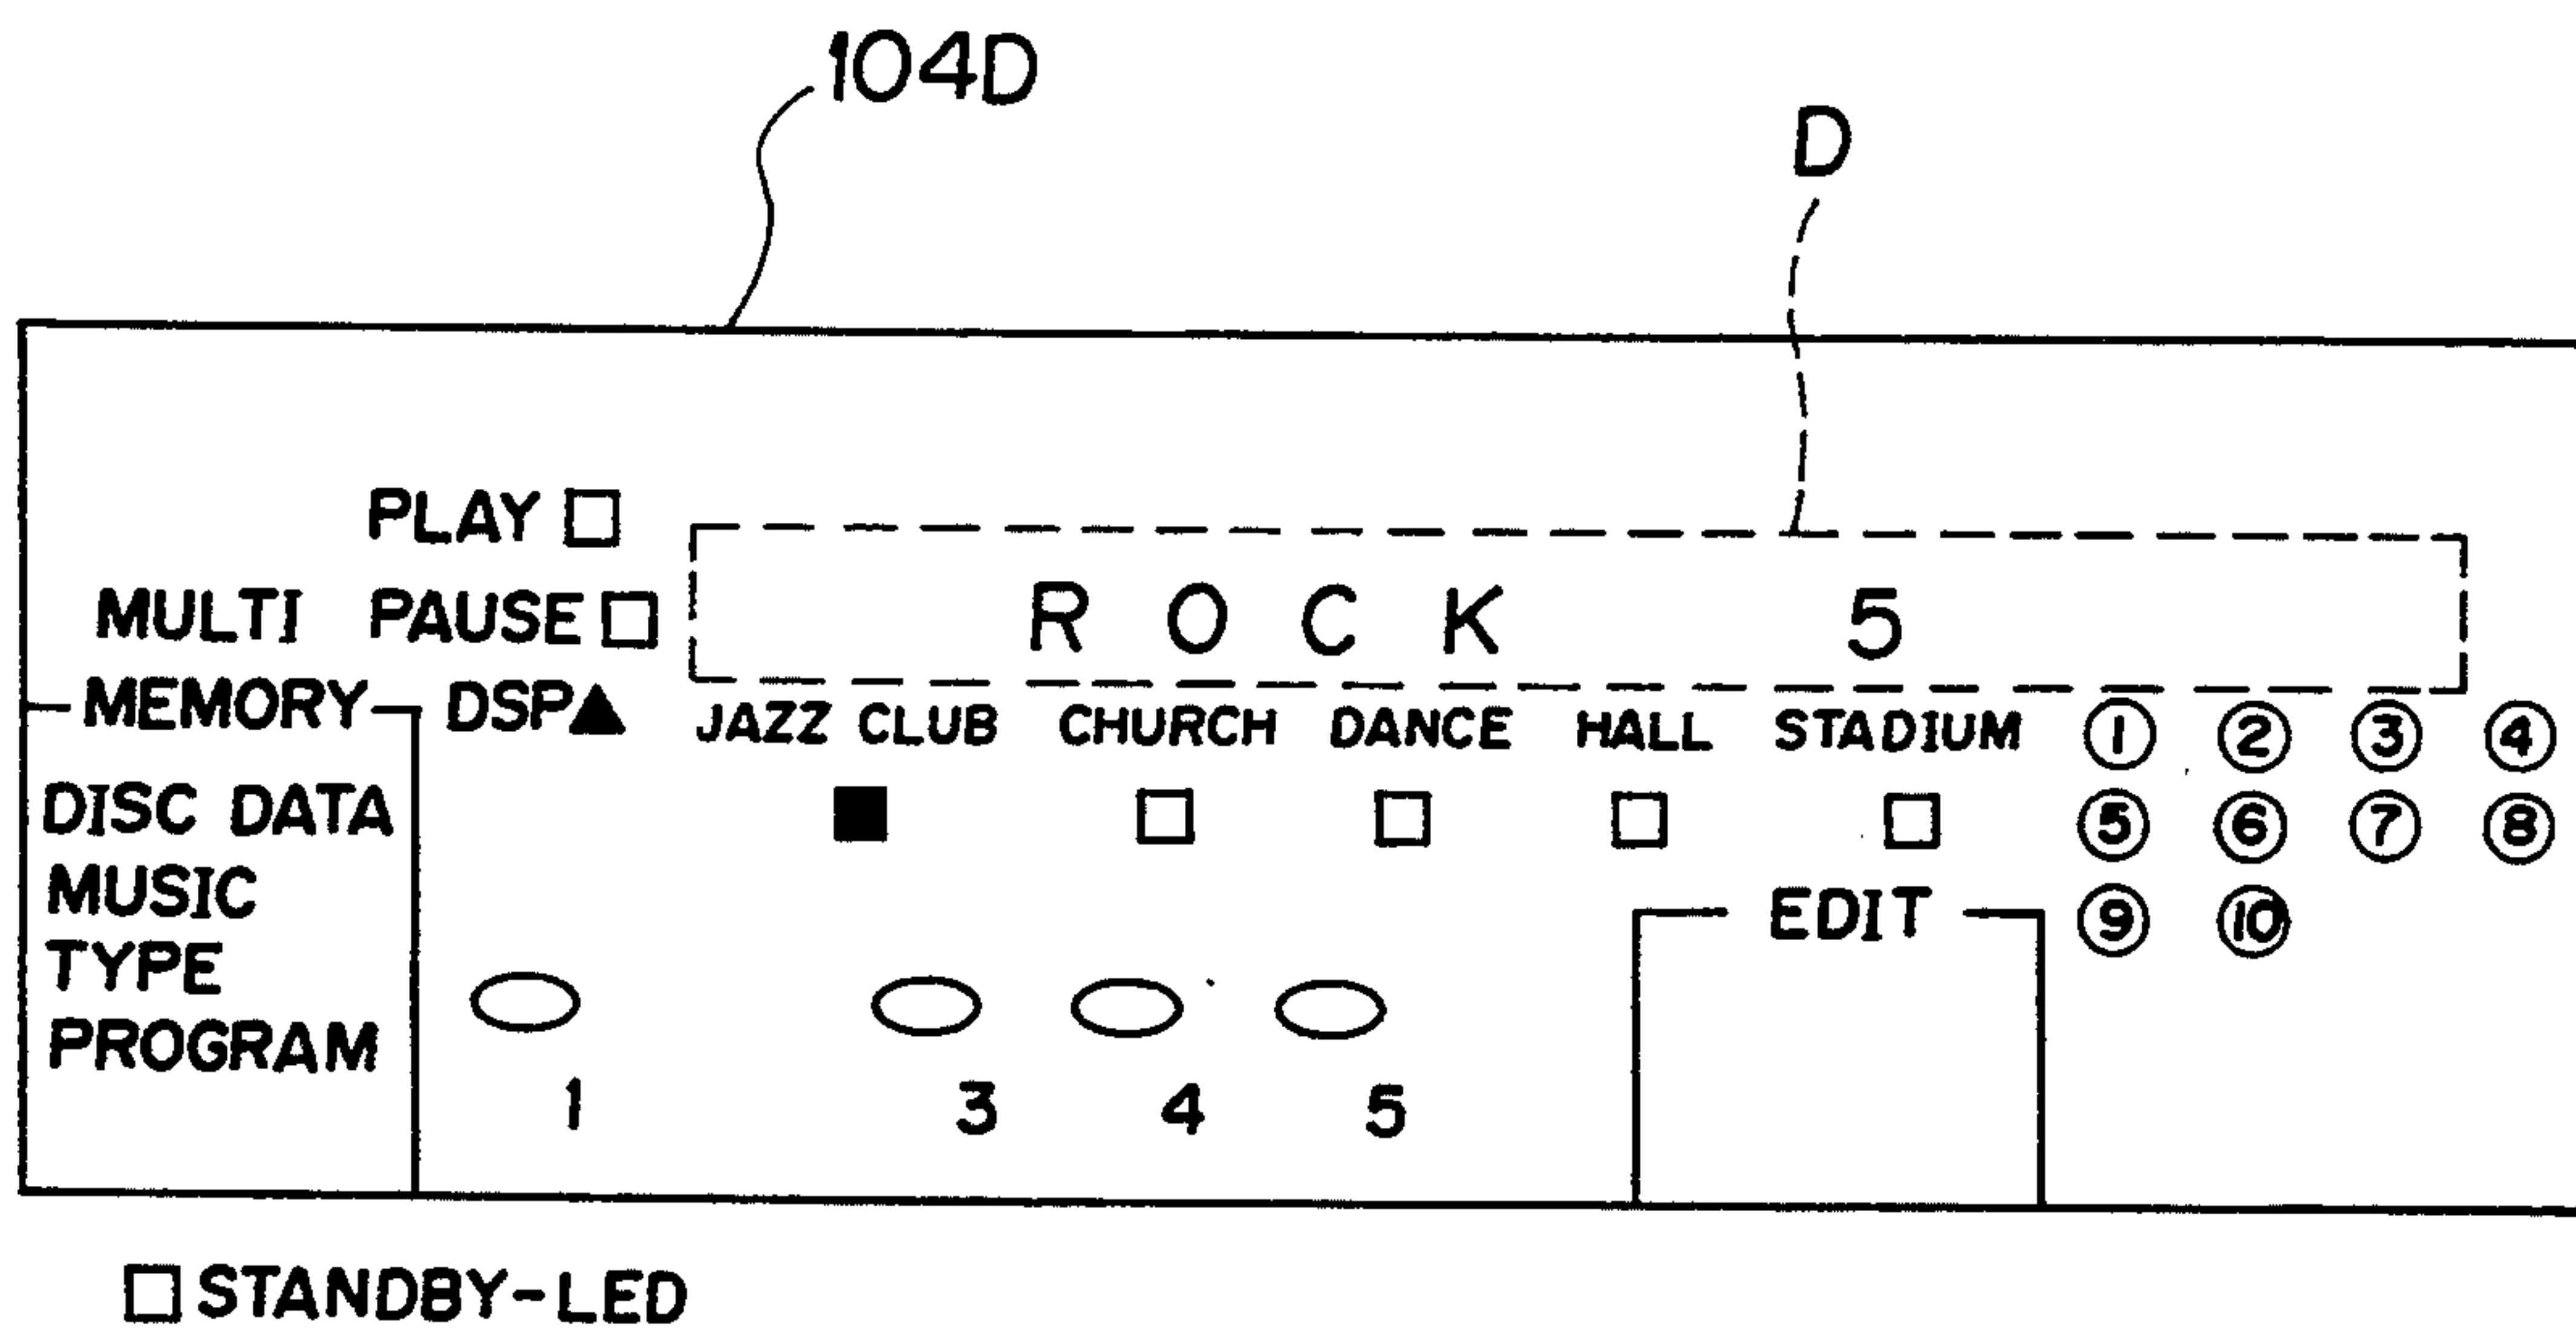 104D
D
PLAY □
MULTI PAUSE □
R O C K 5
MEMORY DSP▲
JAZZ CLUB CHURCH DANCE HALL STADIUM ① ② ③ ④
DISC DATA ■ □ □ □ □ ⑤ ⑥ ⑦ ⑧
MUSIC
EDIT ⑨ ⑩
TYPE
PROGRAM
1 3 4 5
□ STANDBY-LED